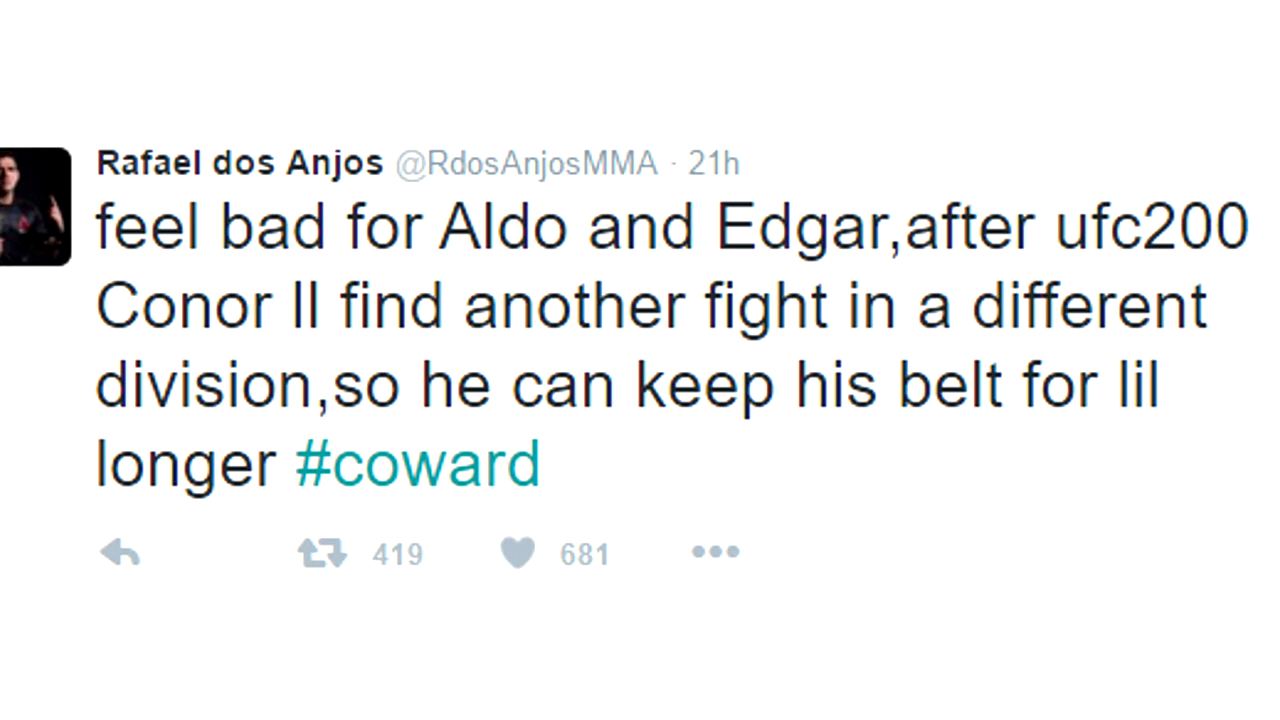 Rafael dos Anjos @RdosAnjosMMA · 21h
feel bad for Aldo and Edgar,after ufc200
Conor ll find another fight in a different
division,so he can keep his belt for lil
longer #coward
419 681